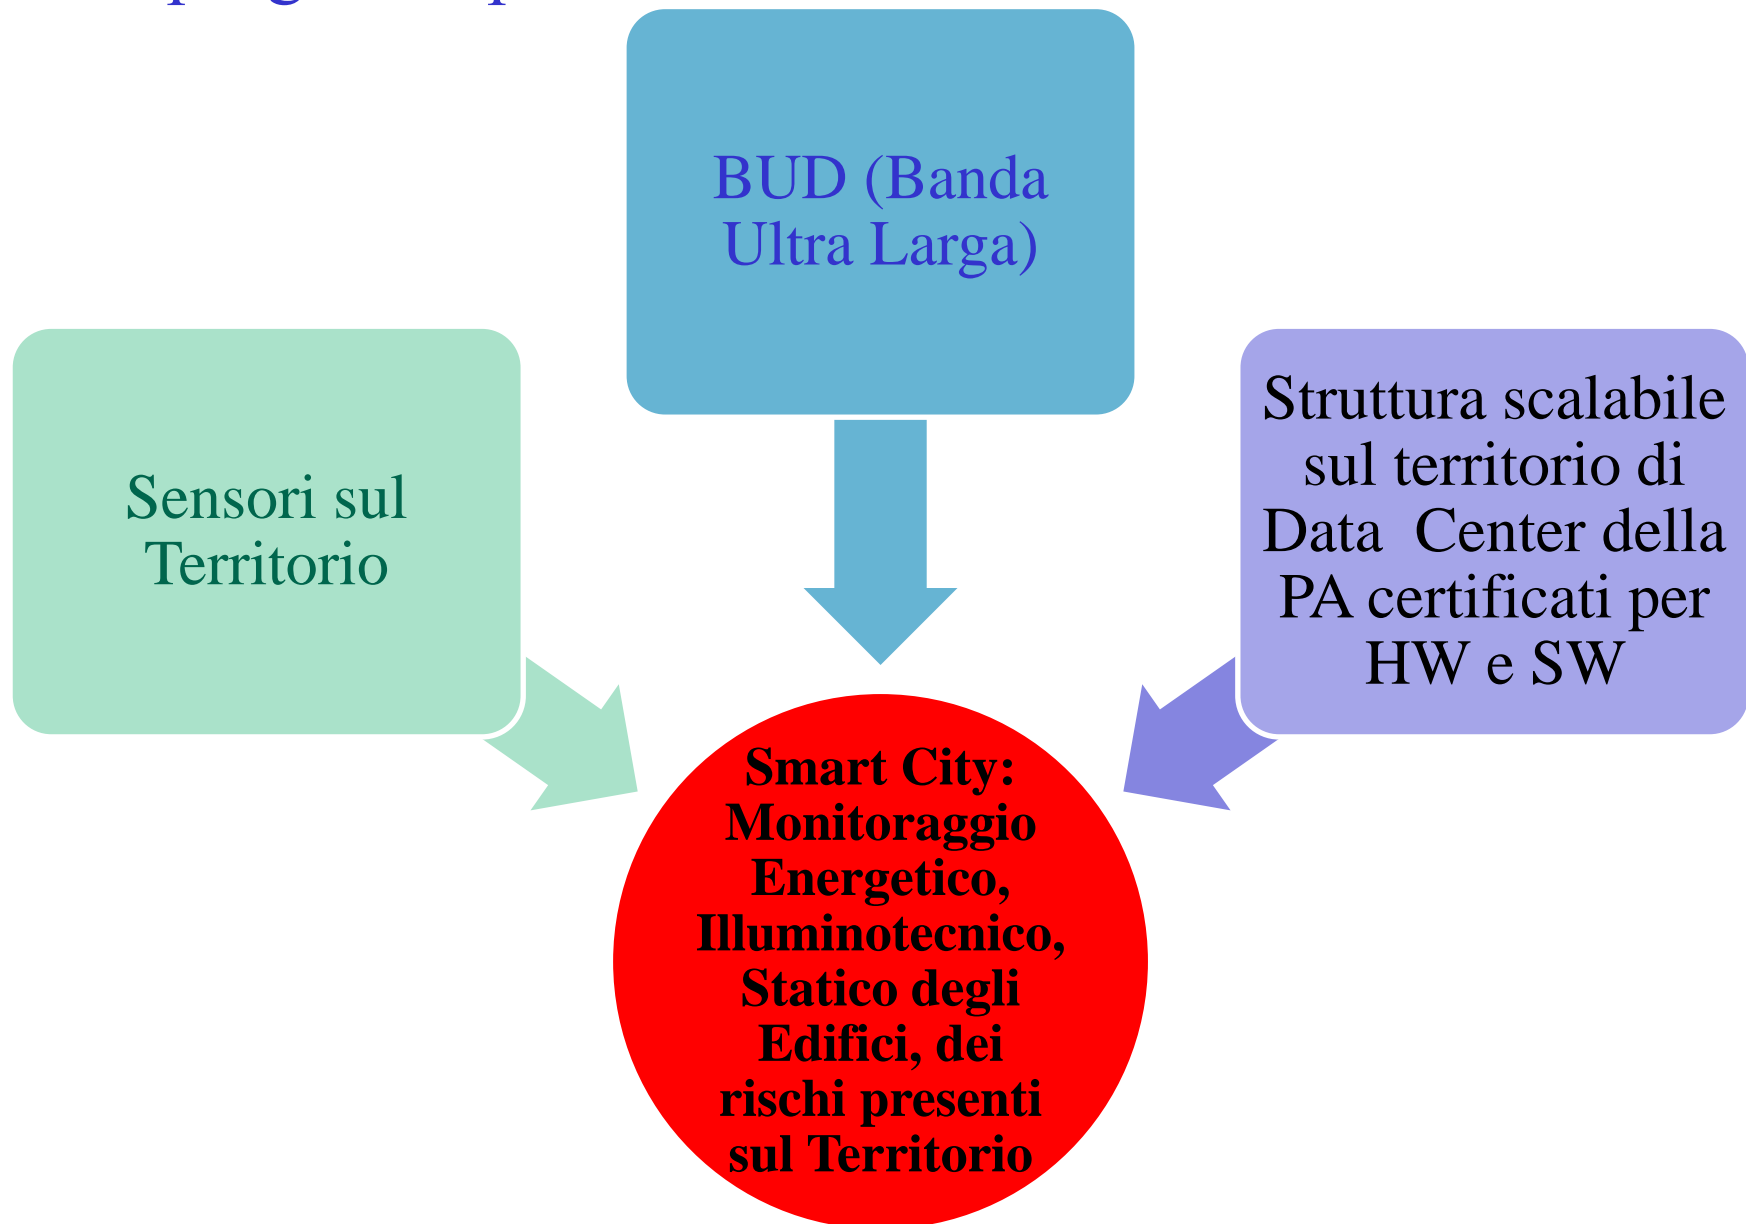 BUD (Banda
Ultra Larga)
Sensori sul
Territorio
Struttura scalabile
sul territorio di
Data  Center della
PA certificati per
HW e SW
Smart City:
Monitoraggio
Energetico,
Illuminotecnico,
Statico degli
Edifici, dei
rischi presenti
sul Territorio